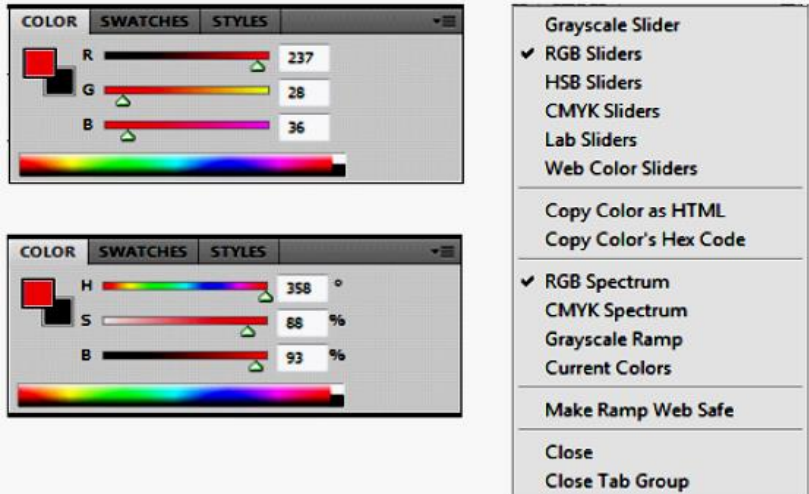 COLOR SWATCHES STYLES
R 237
G 28
B 36
COLOR SWATCHES STYLES
H 358 °
S 88 %
B 93 %
Grayscale Slider
✔ RGB Sliders
HSB Sliders
CMYK Sliders
Lab Sliders
Web Color Sliders
Copy Color as HTML
Copy Color's Hex Code
✔ RGB Spectrum
CMYK Spectrum
Grayscale Ramp
Current Colors
Make Ramp Web Safe
Close
Close Tab Group